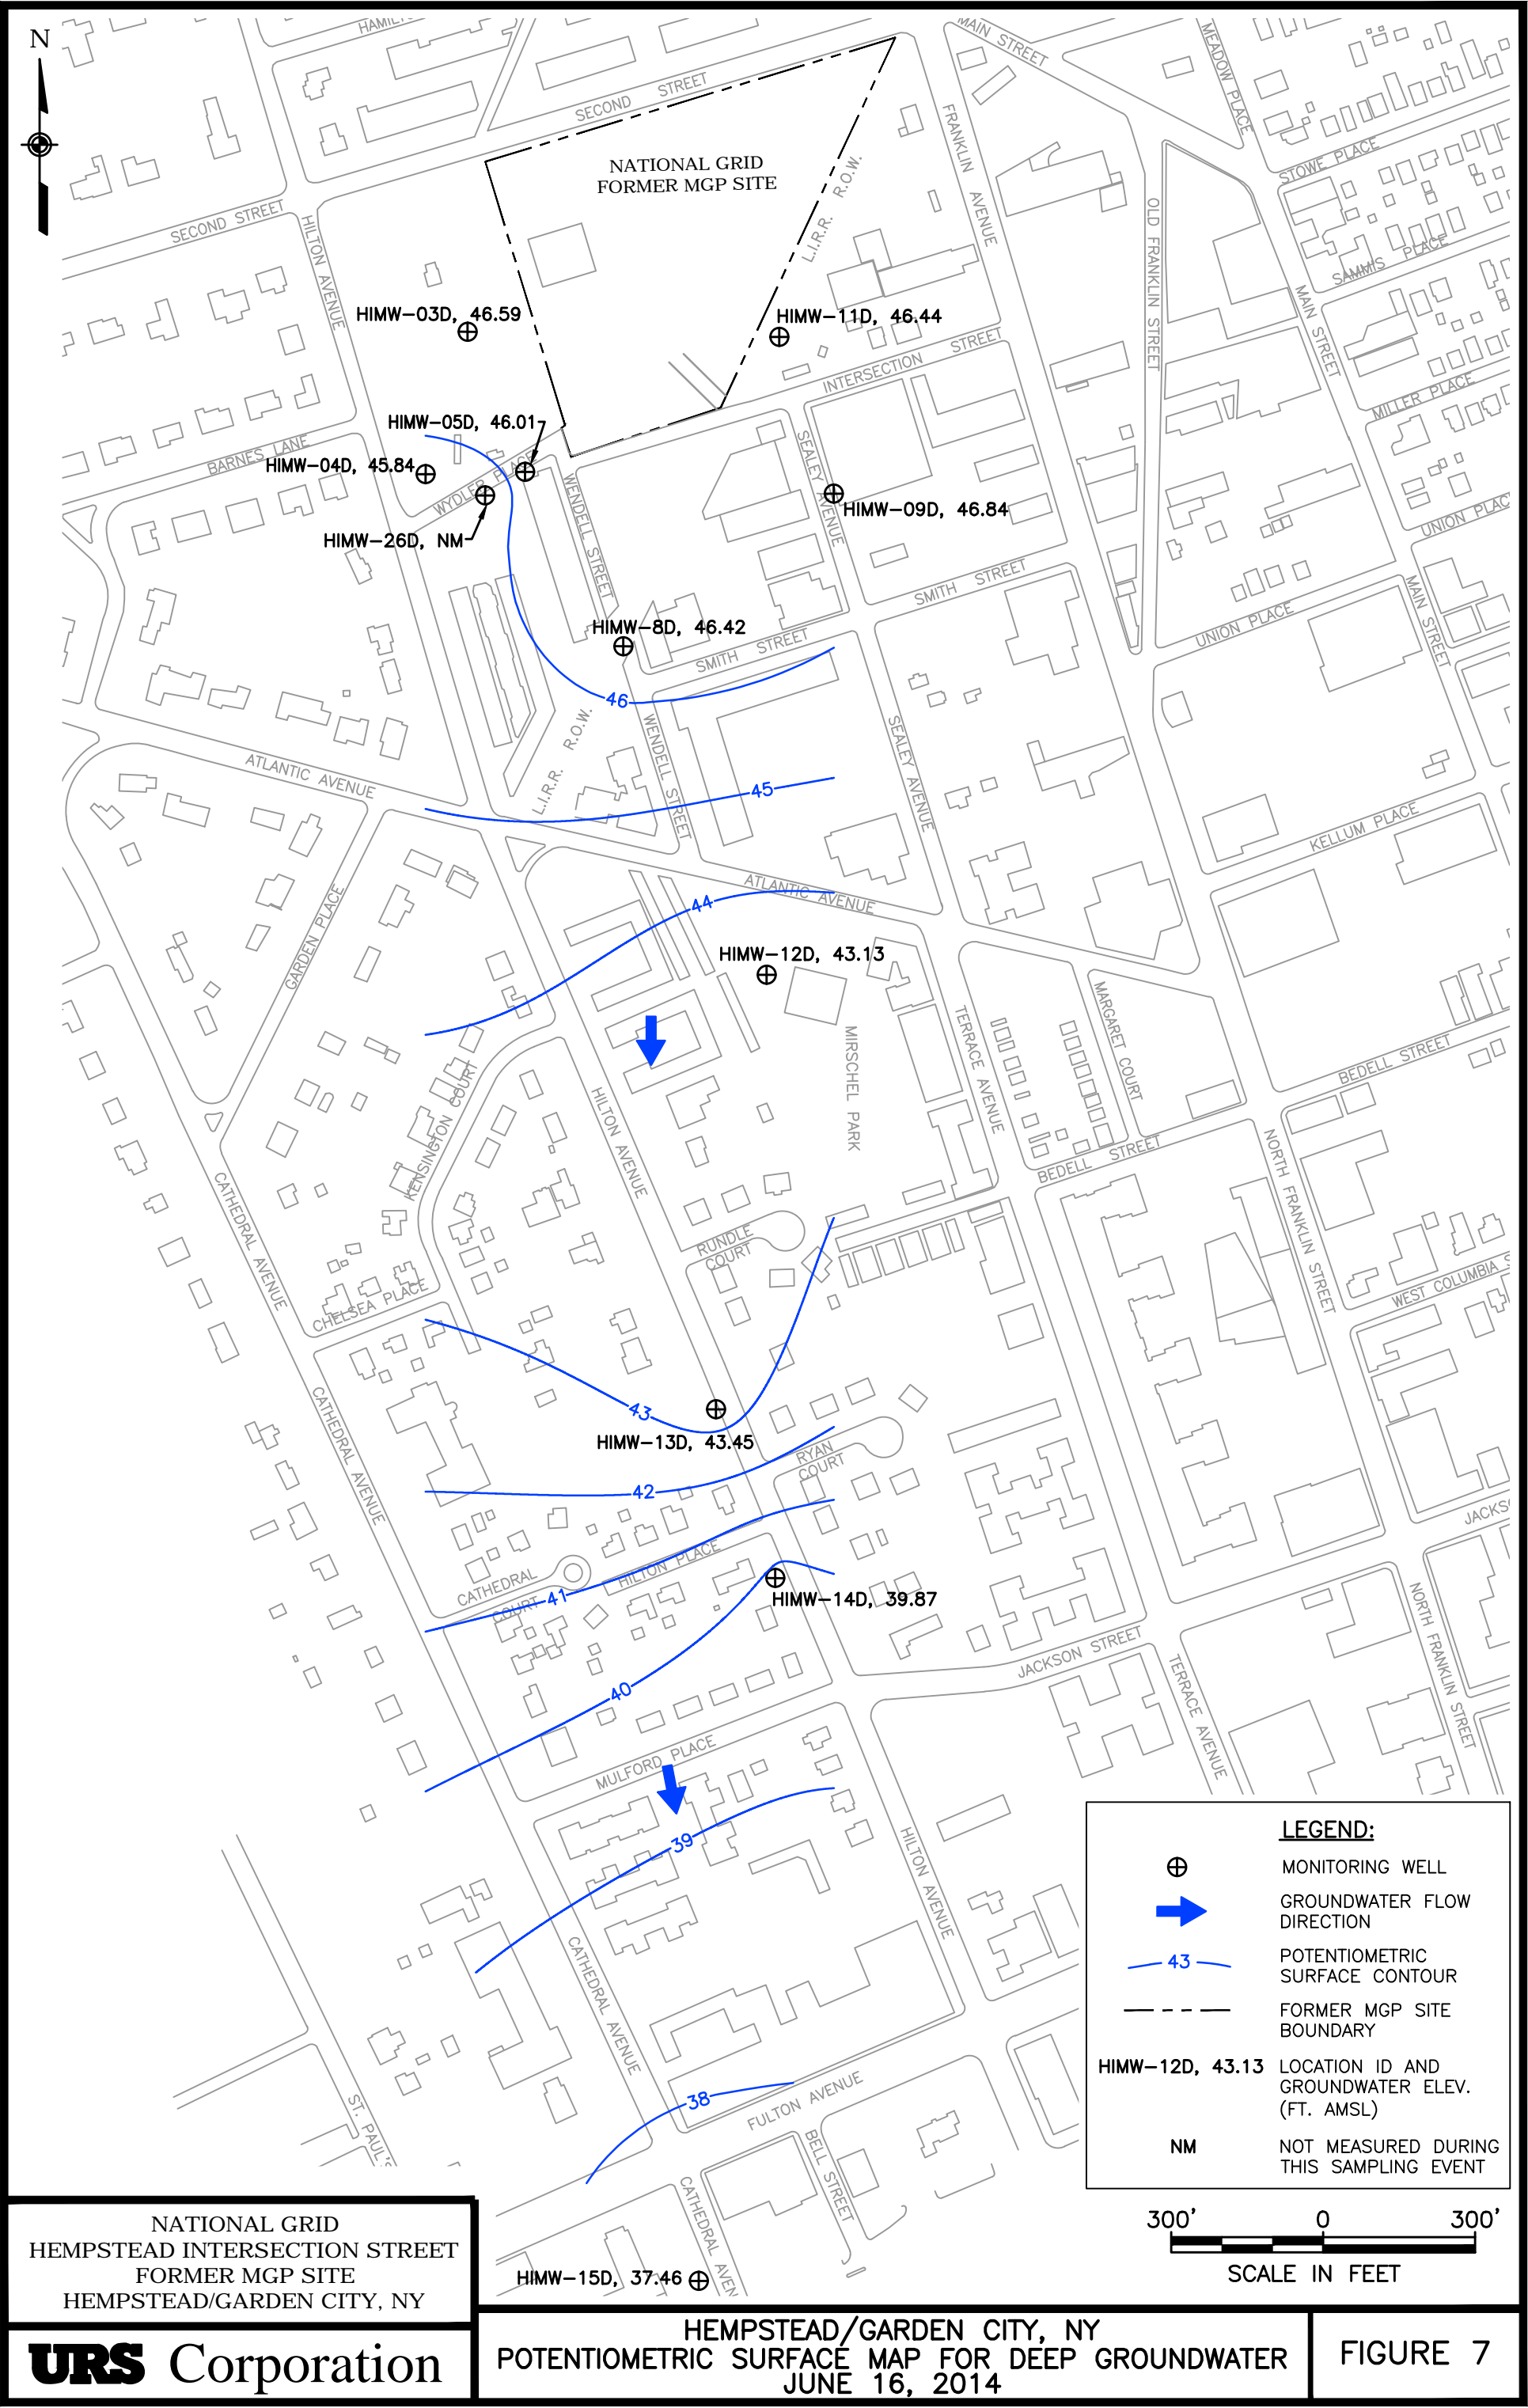 N
HAMILT
SECOND STREET
MAIN STREET
MEADOW PLACE
NATIONAL GRID
FORMER MGP SITE
FRANKLIN AVENUE
L.I.R.R. R.O.W.
STOWE PLACE
OLD FRANKLIN STREET
SECOND STREET
HILTON AVENUE
SAMMIS PLACE
MAIN STREET
HIMW-03D, 46.59
HIMW-11D, 46.44
INTERSECTION STREET
MILLER PLACE
HIMW-05D, 46.01
BARNES LANE
HIMW-04D, 45.84
WYDLER PLACE
WENDELL STREET
SEALEY AVENUE
HIMW-09D, 46.84
UNION PLAC
HIMW-26D, NM
SMITH STREET
MAIN STREET
UNION PLACE
HIMW-8D, 46.42
SMITH STREET
46
L.I.R.R. R.O.W.
WENDELL STREET
SEALEY AVENUE
ATLANTIC AVENUE
45
KELLUM PLACE
ATLANTIC AVENUE
44
GARDEN PLACE
HIMW-12D, 43.13
MARGARET COURT
TERRACE AVENUE
MIRSCHEL PARK
BEDELL STREET
KENSINGTON COURT
HILTON AVENUE
BEDELL STREET
NORTH FRANKLIN STREET
CATHEDRAL AVENUE
RUNDLE
COURT
WEST COLUMBIA S
CHELSEA PLACE
43
HIMW-13D, 43.45
CATHEDRAL AVENUE
RYAN
COURT
42
JACKS
CATHEDRAL
COURT
HILTON PLACE
41
HIMW-14D, 39.87
NORTH FRANKLIN STREET
JACKSON STREET
TERRACE AVENUE
40
MULFORD PLACE
39
HILTON AVENUE
CATHEDRAL AVENUE
38
FULTON AVENUE
ST. PAUL'S
BELL STREET
CATHEDRAL AVEN
HIMW-15D, 37.46
LEGEND:
MONITORING WELL
GROUNDWATER FLOW
DIRECTION
43
POTENTIOMETRIC
SURFACE CONTOUR
FORMER MGP SITE
BOUNDARY
HIMW-12D, 43.13
LOCATION ID AND
GROUNDWATER ELEV.
(FT. AMSL)
NM
NOT MEASURED DURING
THIS SAMPLING EVENT
300' 0 300'
SCALE IN FEET
NATIONAL GRID
HEMPSTEAD INTERSECTION STREET
FORMER MGP SITE
HEMPSTEAD/GARDEN CITY, NY
URS Corporation
HEMPSTEAD/GARDEN CITY, NY
POTENTIOMETRIC SURFACE MAP FOR DEEP GROUNDWATER
JUNE 16, 2014
FIGURE 7